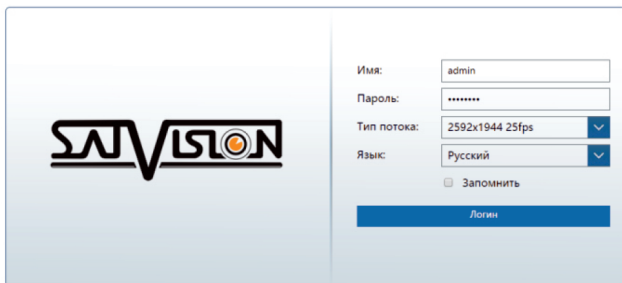 SATVISION
Имя: admin
Пароль: ••••••••
Тип потока: 2592x1944 25fps
Язык: Русский
Запомнить
Логин